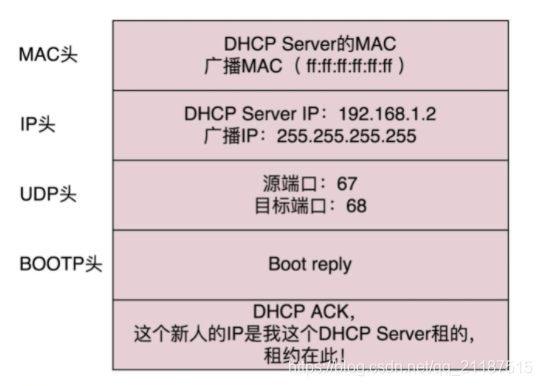 MAC头
DHCP Server的MAC
广播MAC（ff:ff:ff:ff:ff:ff）
IP头
DHCP Server IP：192.168.1.2
广播IP：255.255.255.255
UDP头
源端口：67
目标端口：68
BOOTP头
Boot reply
DHCP ACK，
这个新人的IP是我这个DHCP Server租的，
租约在此！
https://blog.csdn.net/qq_21187515